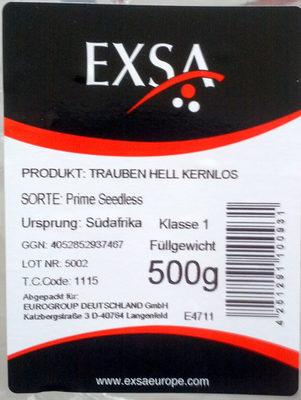 EXSA
PRODUKT: TRAUBEN HELL KERNLOS
SORTE: Prime Seedless
Ursprung: Südafrika Klasse 1
GGN: 4052852937467 Füllgewicht
LOT NR: 5002 500g
T.C.Code: 1115
Abgepackt für:
EUROGROUP DEUTSCHLAND GmbH
Katzbergstraße 3 D-40764 Langenfeld E4711
4251291100931
www.exsaeurope.com